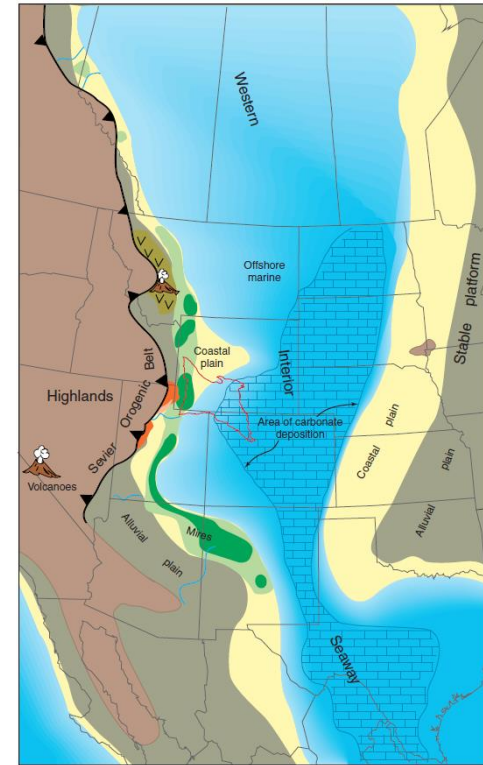 Western
Offshore
marine
Interior
Seaway
Coastal
plain
Area of carbonate
deposition
Highlands
Sevier Orogenic Belt
Volcanoes
Alluvial
plain
Mires
Stable platform
Coastal plain
Alluvial plain